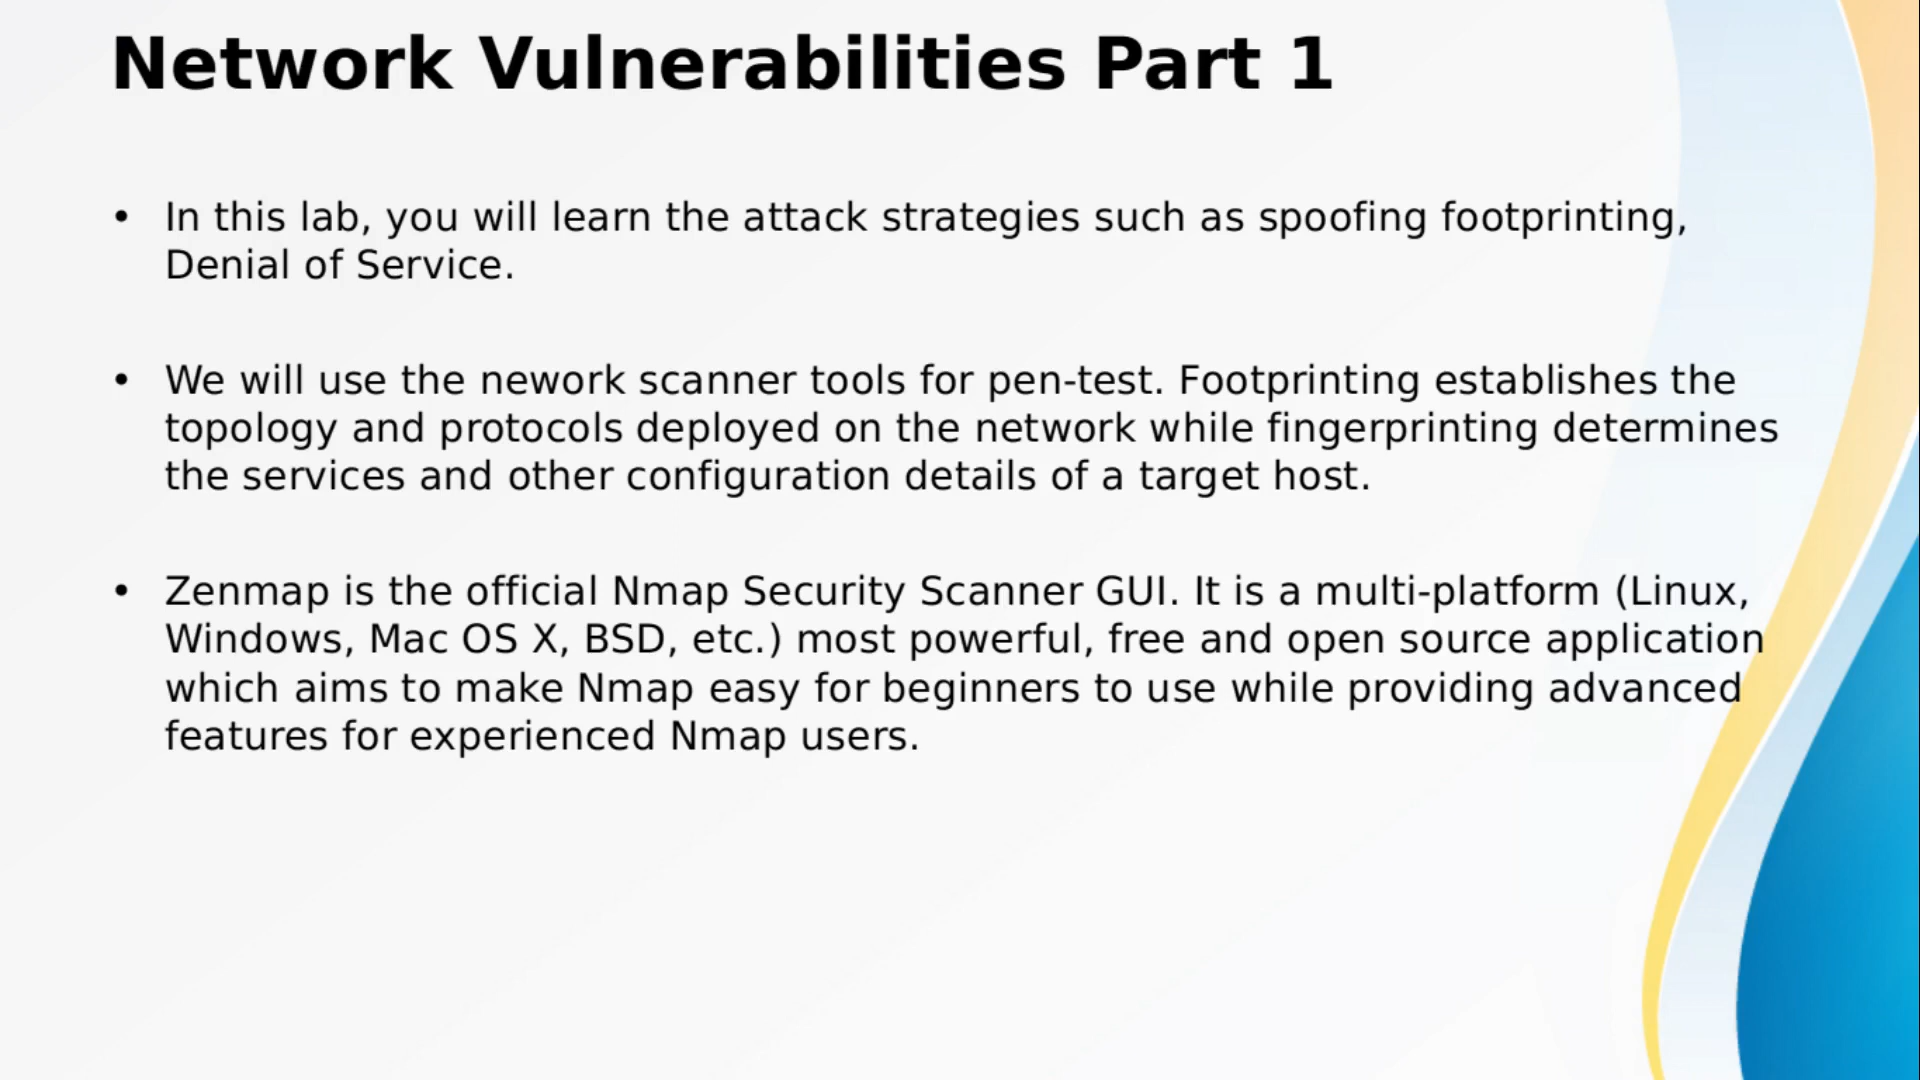 Network Vulnerabilities Part 1
• In this lab, you will learn the attack strategies such as spoofing footprinting,
Denial of Service.
• We will use the nework scanner tools for pen-test. Footprinting establishes the
topology and protocols deployed on the network while fingerprinting determines
the services and other configuration details of a target host.
• Zenmap is the official Nmap Security Scanner GUI. It is a multi-platform (Linux,
Windows, Mac OS X, BSD, etc.) most powerful, free and open source application
which aims to make Nmap easy for beginners to use while providing advanced
features for experienced Nmap users.